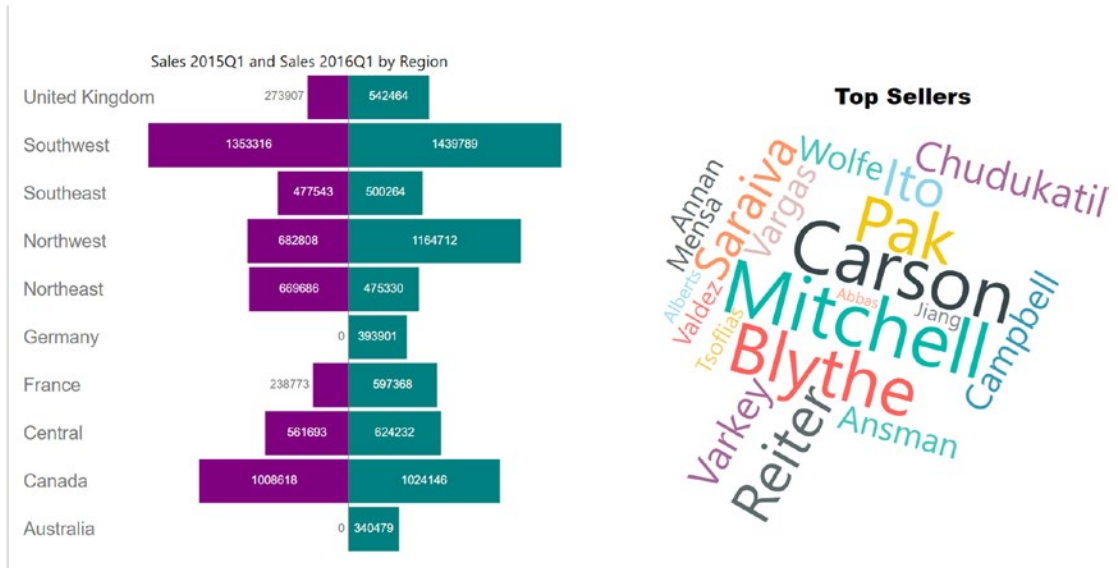 Sales 2015Q1 and Sales 2016Q1 by Region
United Kingdom 273907 542464
Southwest 1353316 1439789
Southeast 477543 500264
Northwest 682808 1164712
Northeast 669686 475330
Germany 0 393901
France 238773 597368
Central 561693 624232
Canada 1008618 1024146
Australia 0 340479
Top Sellers
Wolfe
Chudukatil
Ito
Annan
Mensa
Saraiva
Vargas
Pak
Carson
Alberts
Valdez
Tsoflias
Mitchell
Abbas
Jiang
Campbell
Blythe
Varkey
Reiter
Ansman